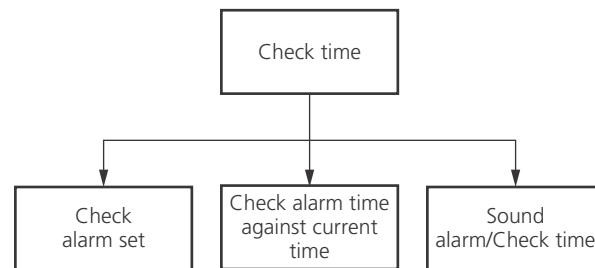 Check time
Check
alarm set
Check alarm time
against current
time
Sound
alarm/Check time